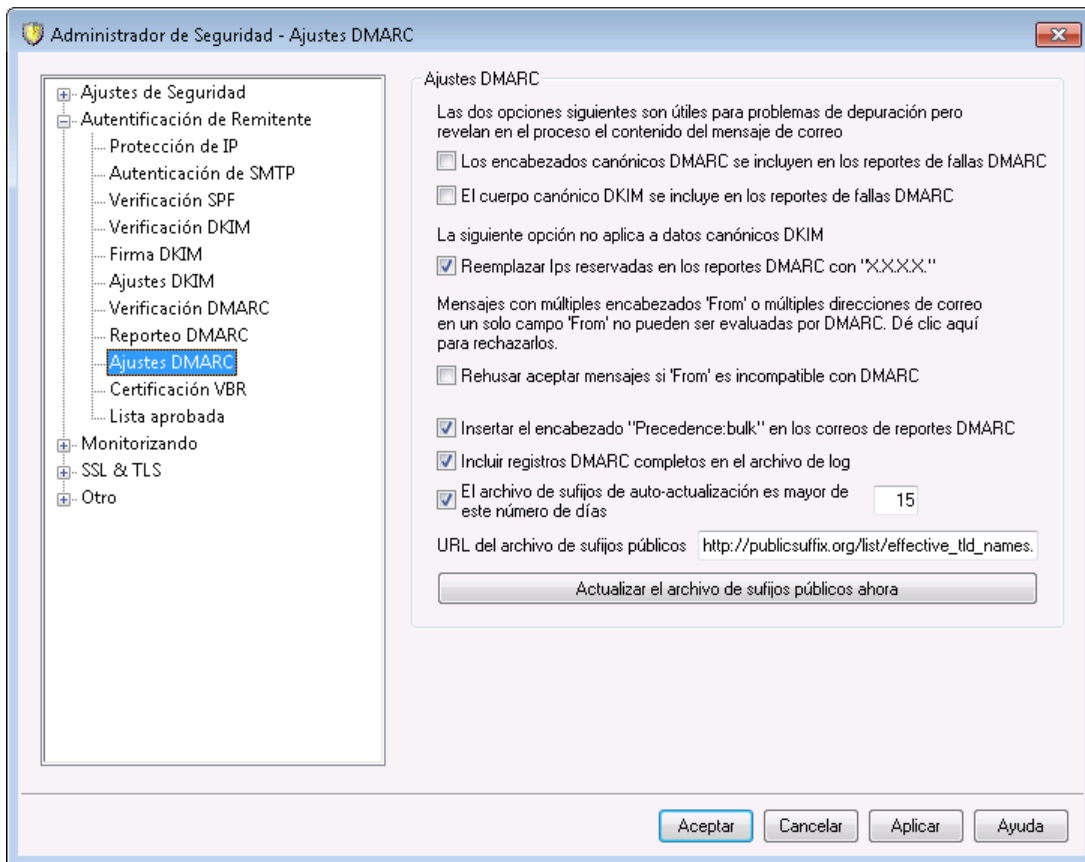 Administrador de Seguridad - Ajustes DMARC
Ajustes de Seguridad
Autentificación de Remitente
Protección de IP
Autenticación de SMTP
Verificación SPF
Verificación DKIM
Firma DKIM
Ajustes DKIM
Verificación DMARC
Reporteo DMARC
Ajustes DMARC
Certificación VBR
Lista aprobada
Monitorizando
SSL & TLS
Otro
Ajustes DMARC
Las dos opciones siguientes son útiles para problemas de depuración pero
revelan en el proceso el contenido del mensaje de correo
Los encabezados canónicos DMARC se incluyen en los reportes de fallas DMARC
El cuerpo canónico DKIM se incluye en los reportes de fallas DMARC
La siguiente opción no aplica a datos canónicos DKIM
Reemplazar Ips reservadas en los reportes DMARC con "X.X.X.X."
Mensajes con múltiples encabezados 'From' o múltiples direcciones de correo
en un solo campo 'From' no pueden ser evaluadas por DMARC. Dé clic aquí
para rechazarlos.
Rehusar aceptar mensajes si 'From' es incompatible con DMARC
Insertar el encabezado "Precedence:bulk" en los correos de reportes DMARC
Incluir registros DMARC completos en el archivo de log
El archivo de sufijos de auto-actualización es mayor de
este número de días
15
URL del archivo de sufijos públicos
http://publicsuffix.org/list/effective_tld_names.
Actualizar el archivo de sufijos públicos ahora
Aceptar
Cancelar
Aplicar
Ayuda